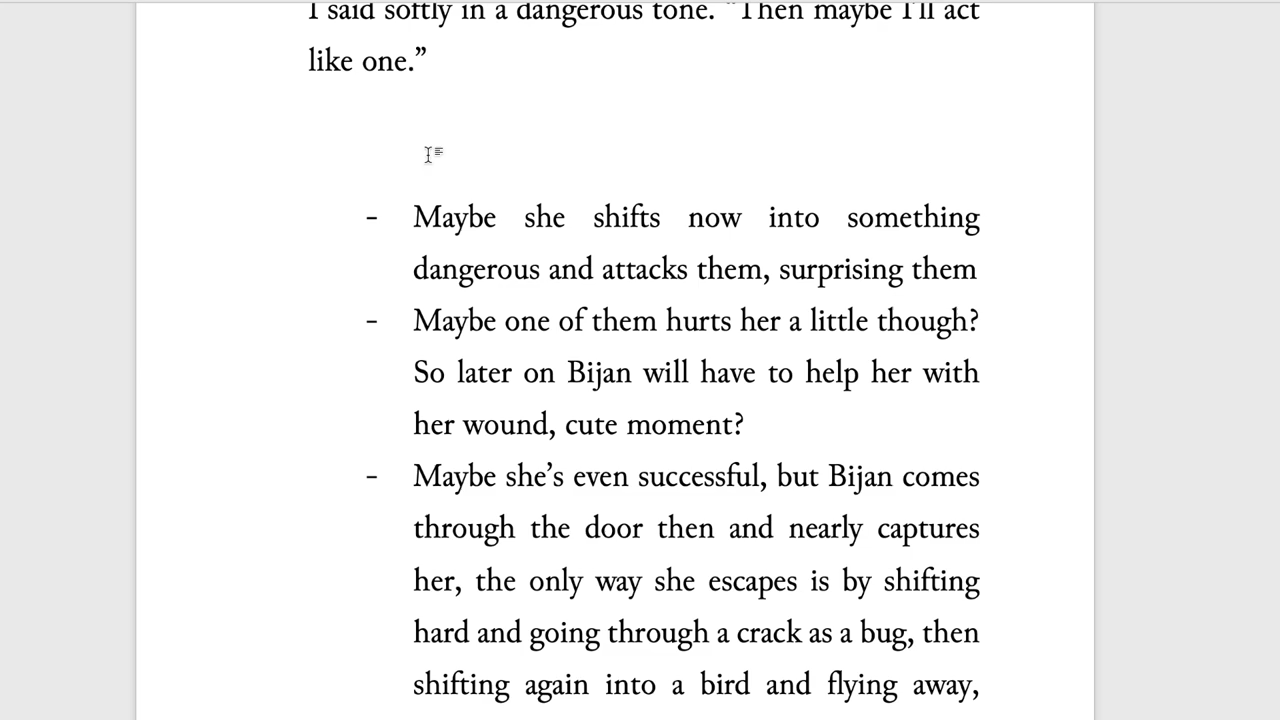 I said softly in a dangerous tone. “Then maybe I’ll act
like one.”
- Maybe she shifts now into something
dangerous and attacks them, surprising them
- Maybe one of them hurts her a little though?
So later on Bijan will have to help her with
her wound, cute moment?
- Maybe she’s even successful, but Bijan comes
through the door then and nearly captures
her, the only way she escapes is by shifting
hard and going through a crack as a bug, then
shifting again into a bird and flying away,